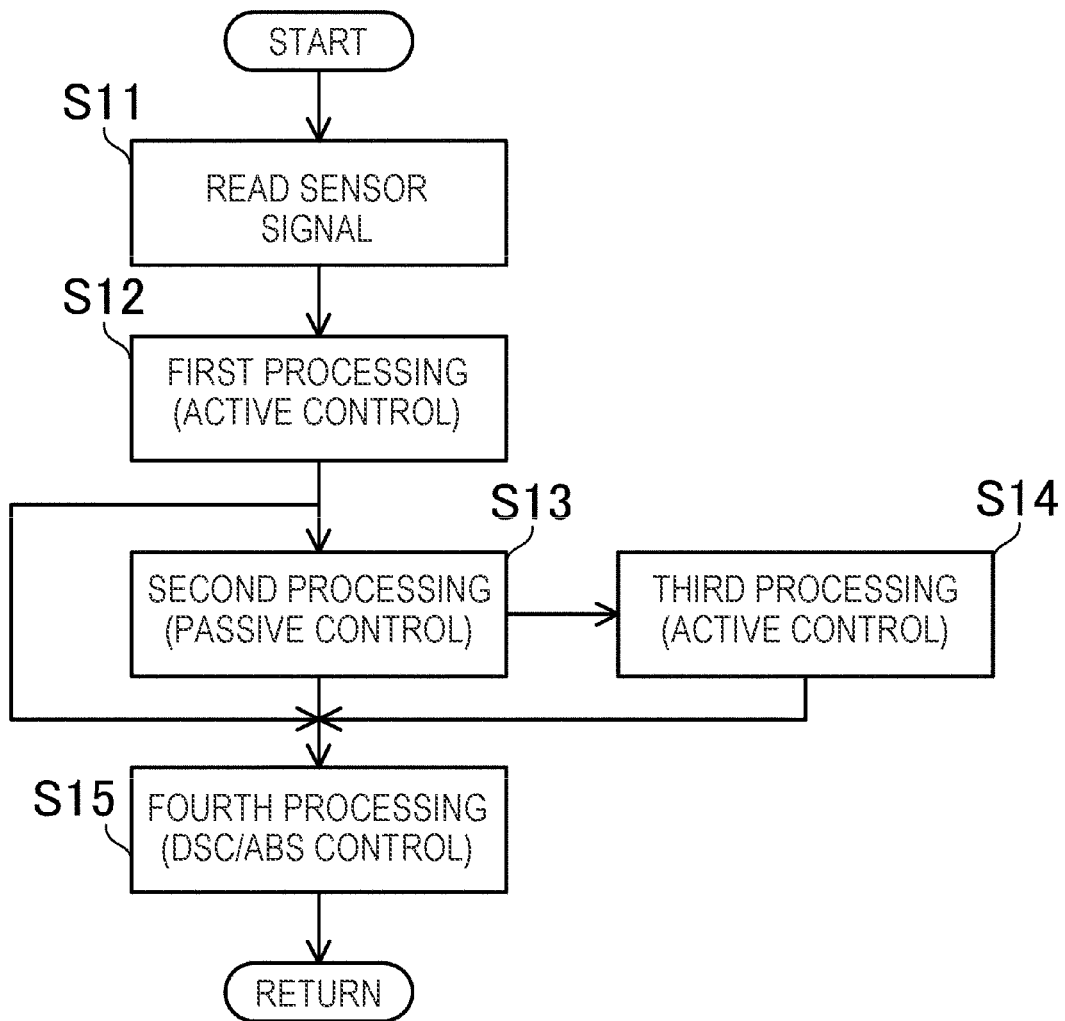 START
S11
READ SENSOR
SIGNAL
S12
FIRST PROCESSING
(ACTIVE CONTROL)
S13
SECOND PROCESSING
(PASSIVE CONTROL)
S14
THIRD PROCESSING
(ACTIVE CONTROL)
S15
FOURTH PROCESSING
(DSC/ABS CONTROL)
RETURN